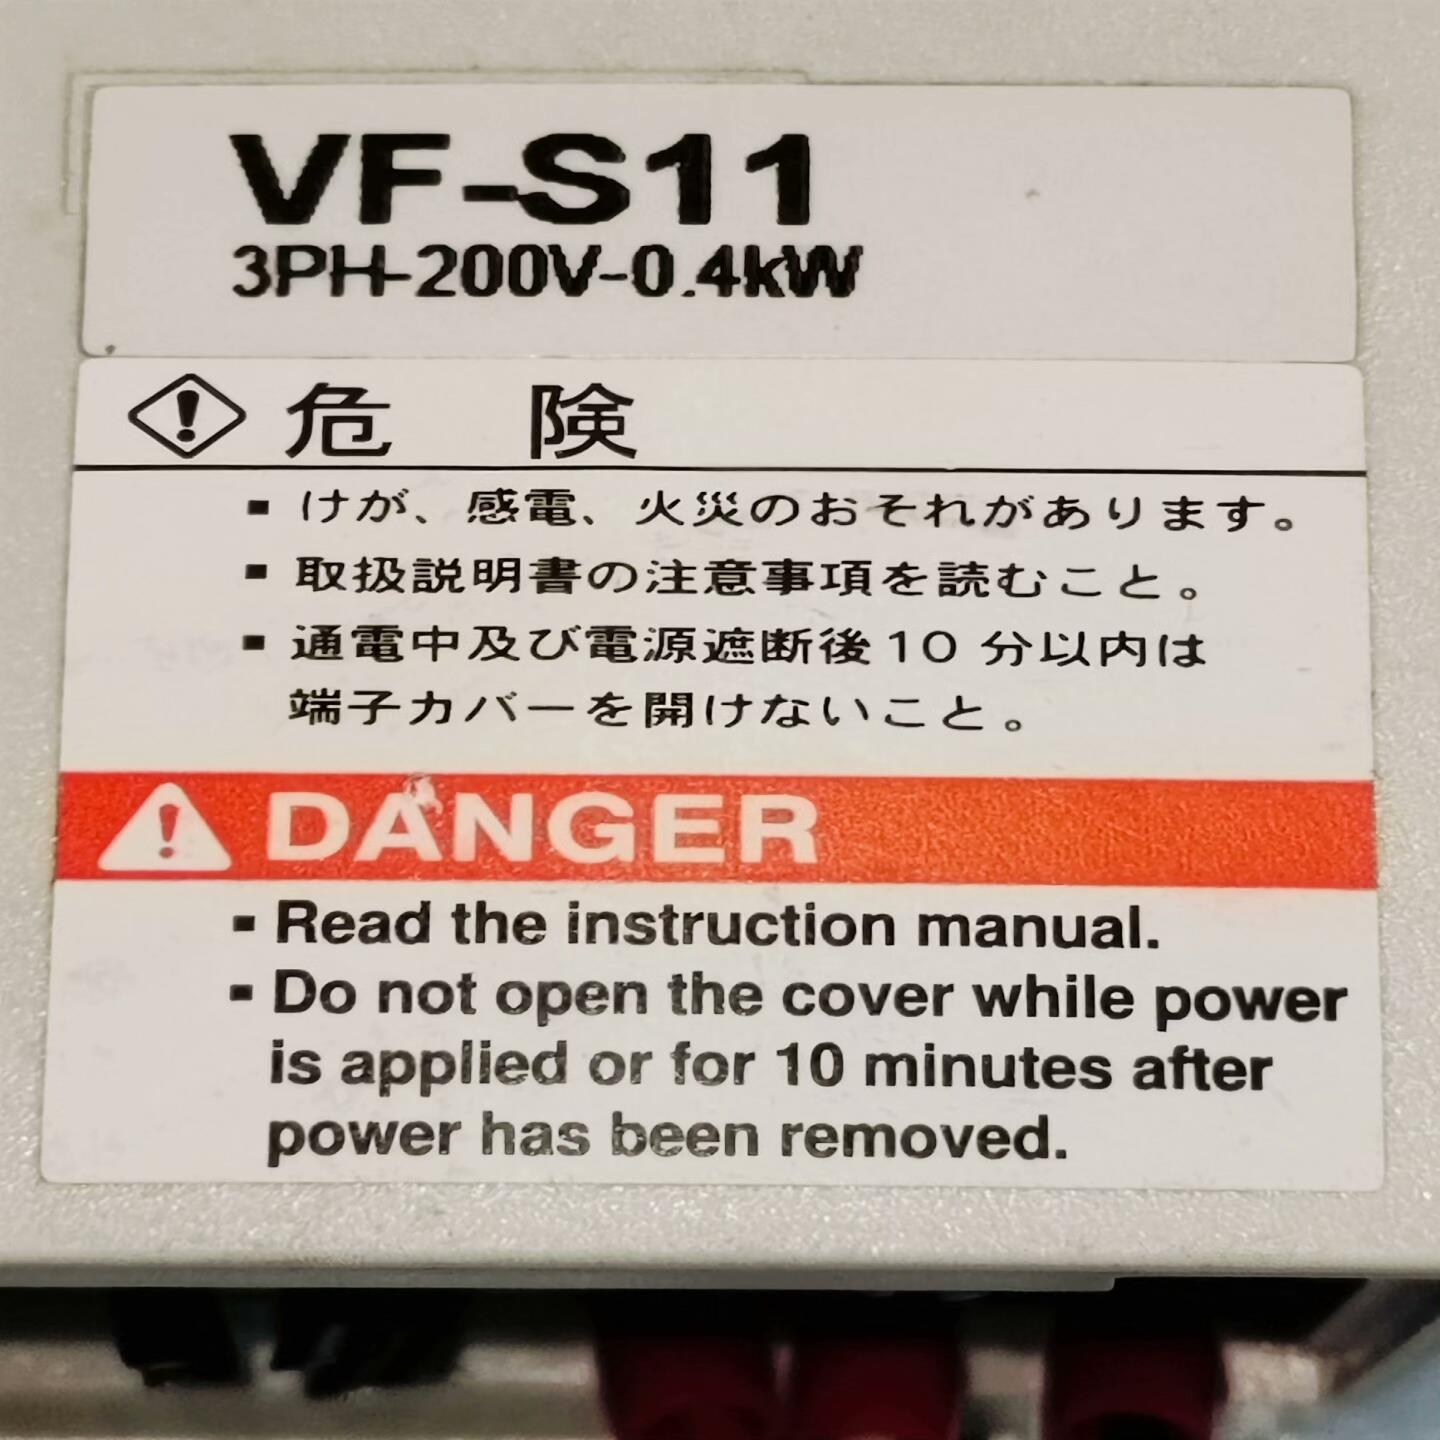 VF-S11
3PH-200V-0.4kW
危 険
▪ けが、感電、火災のおそれがあります。
▪ 取扱説明書の注意事項を読むこと。
▪ 通電中及び電源遮断後10 分以内は
端子カバーを開けないこと。
DANGER
▪ Read the instruction manual.
▪ Do not open the cover while power
is applied or for 10 minutes after
power has been removed.